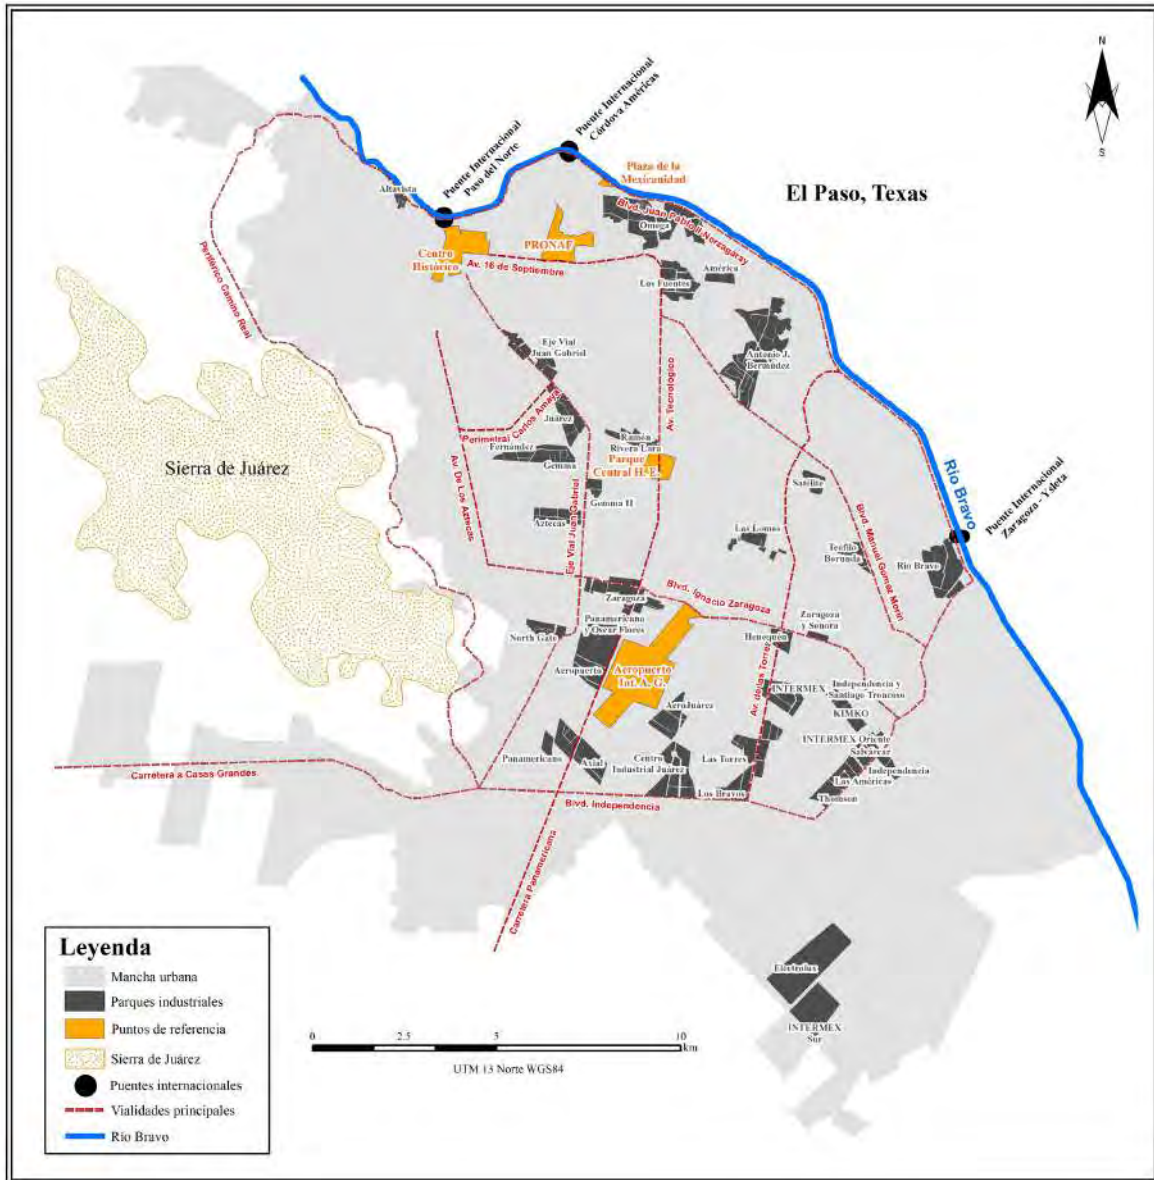 N
S
Puente Internacional
Córdova Américas
Puente Internacional
Paso del Norte
Plaza de la
Mexicanidad
El Paso, Texas
Altavista
Blvd. Juan Pablo II Norzagaray
Omega
PRONAF
Centro
Histórico
Av. 16 de Septiembre
América
Los Fuentes
Periférico Camino Real
Eje Vial
Juan Gabriel
Antonio J.
Bermúdez
Av. Tecnológico
Perimetral Carlos Amaya
Juárez
Fernández
Gemma
Ramón
Rivera Lara
Parque
Central H. E.
Sierra de Juárez
Av. De Los Aztecas
Gemma II
Satélite
Río Bravo
Puente Internacional
Zaragoza - Ysleta
Aztecas
Eje Vial Juan Gabriel
Las Lomas
Blvd. Manuel Gómez Morín
Teófilo
Borunda
Río Bravo
Blvd. Ignacio Zaragoza
Zaragoza
Panamericano
y Oscar Flores
Zaragoza
y Sonora
North Gate
Henequen
Aeropuerto
Aeropuerto
Int. A. G.
Av. de las Torres
INTERMEX
Independencia y
Santiago Troncoso
KIMKO
AeroJuárez
INTERMEX Oriente
Salvarcar
Panamericano
Axial
Centro
Industrial Juárez
Las Torres
Independencia
Las Américas
Los Bravos
Thomson
Carretera a Casas Grandes
Blvd. Independencia
Carretera Panamericana
Electrolux
INTERMEX
Sur
Leyenda
Mancha urbana
Parques industriales
Puntos de referencia
Sierra de Juárez
Puentes internacionales
Vialidades principales
Río Bravo
0 2.5 5 10
km
UTM 13 Norte WGS84